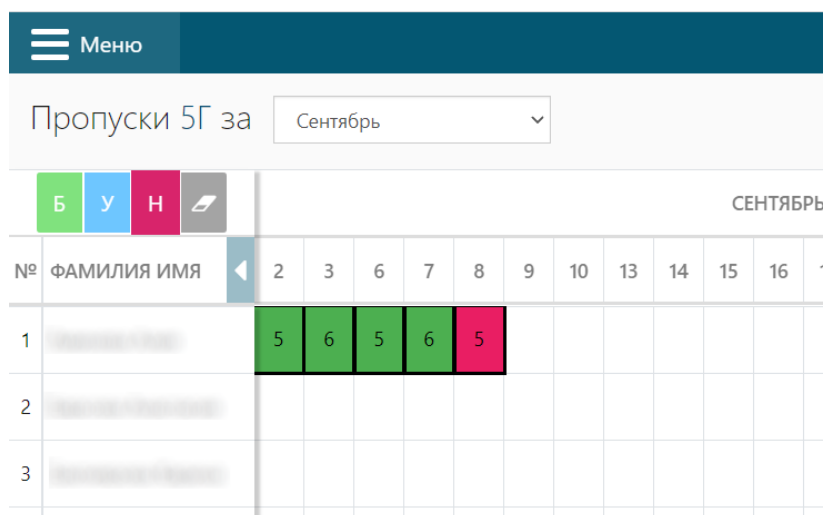 Меню
Пропуски 5Г за Сентябрь
Б У Н
СЕНТЯБРЬ
№ ФАМИЛИЯ ИМЯ 2 3 6 7 8 9 10 13 14 15 16
1 5 6 5 6 5
2
3